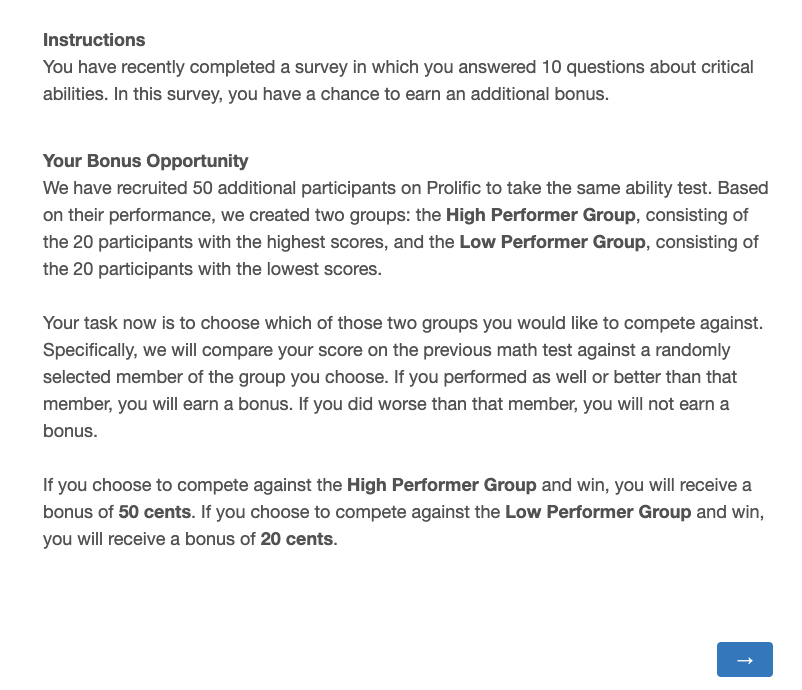 Instructions
You have recently completed a survey in which you answered 10 questions about critical
abilities. In this survey, you have a chance to earn an additional bonus.
Your Bonus Opportunity
We have recruited 50 additional participants on Prolific to take the same ability test. Based
on their performance, we created two groups: the High Performer Group, consisting of
the 20 participants with the highest scores, and the Low Performer Group, consisting of
the 20 participants with the lowest scores.
Your task now is to choose which of those two groups you would like to compete against.
Specifically, we will compare your score on the previous math test against a randomly
selected member of the group you choose. If you performed as well or better than that
member, you will earn a bonus. If you did worse than that member, you will not earn a
bonus.
If you choose to compete against the High Performer Group and win, you will receive a
bonus of 50 cents. If you choose to compete against the Low Performer Group and win,
you will receive a bonus of 20 cents.
→